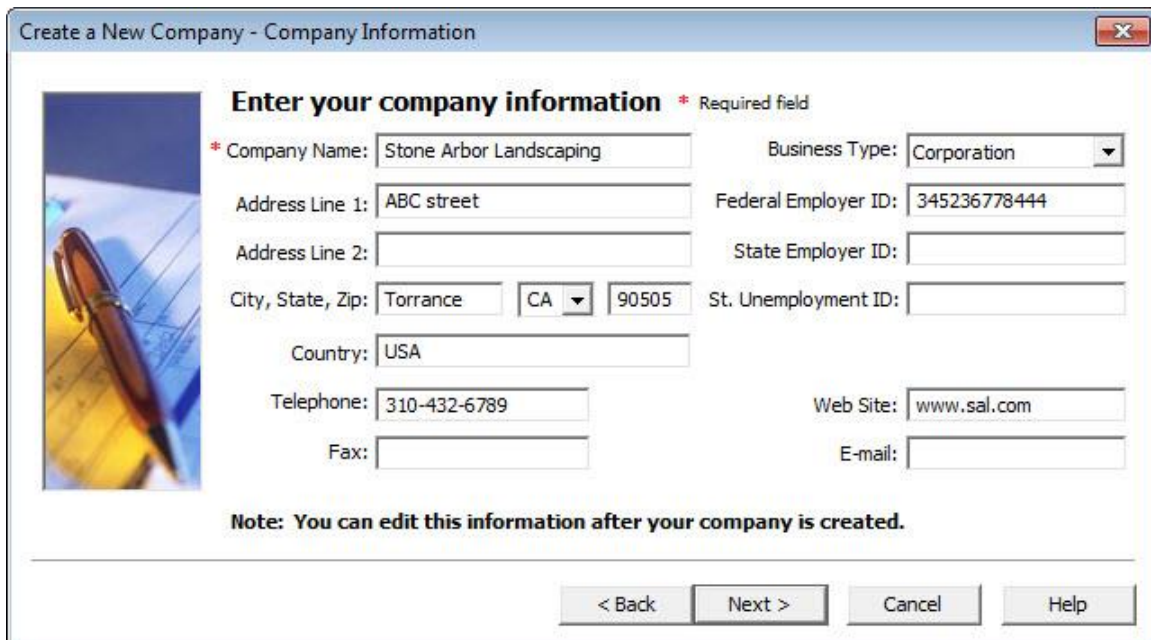 Create a New Company - Company Information
Enter your company information * Required field
* Company Name: Stone Arbor Landscaping Business Type: Corporation
Address Line 1: ABC street Federal Employer ID: 345236778444
Address Line 2: State Employer ID:
City, State, Zip: Torrance CA 90505 St. Unemployment ID:
Country: USA
Telephone: 310-432-6789 Web Site: www.sal.com
Fax: E-mail:
Note: You can edit this information after your company is created.
< Back Next > Cancel Help